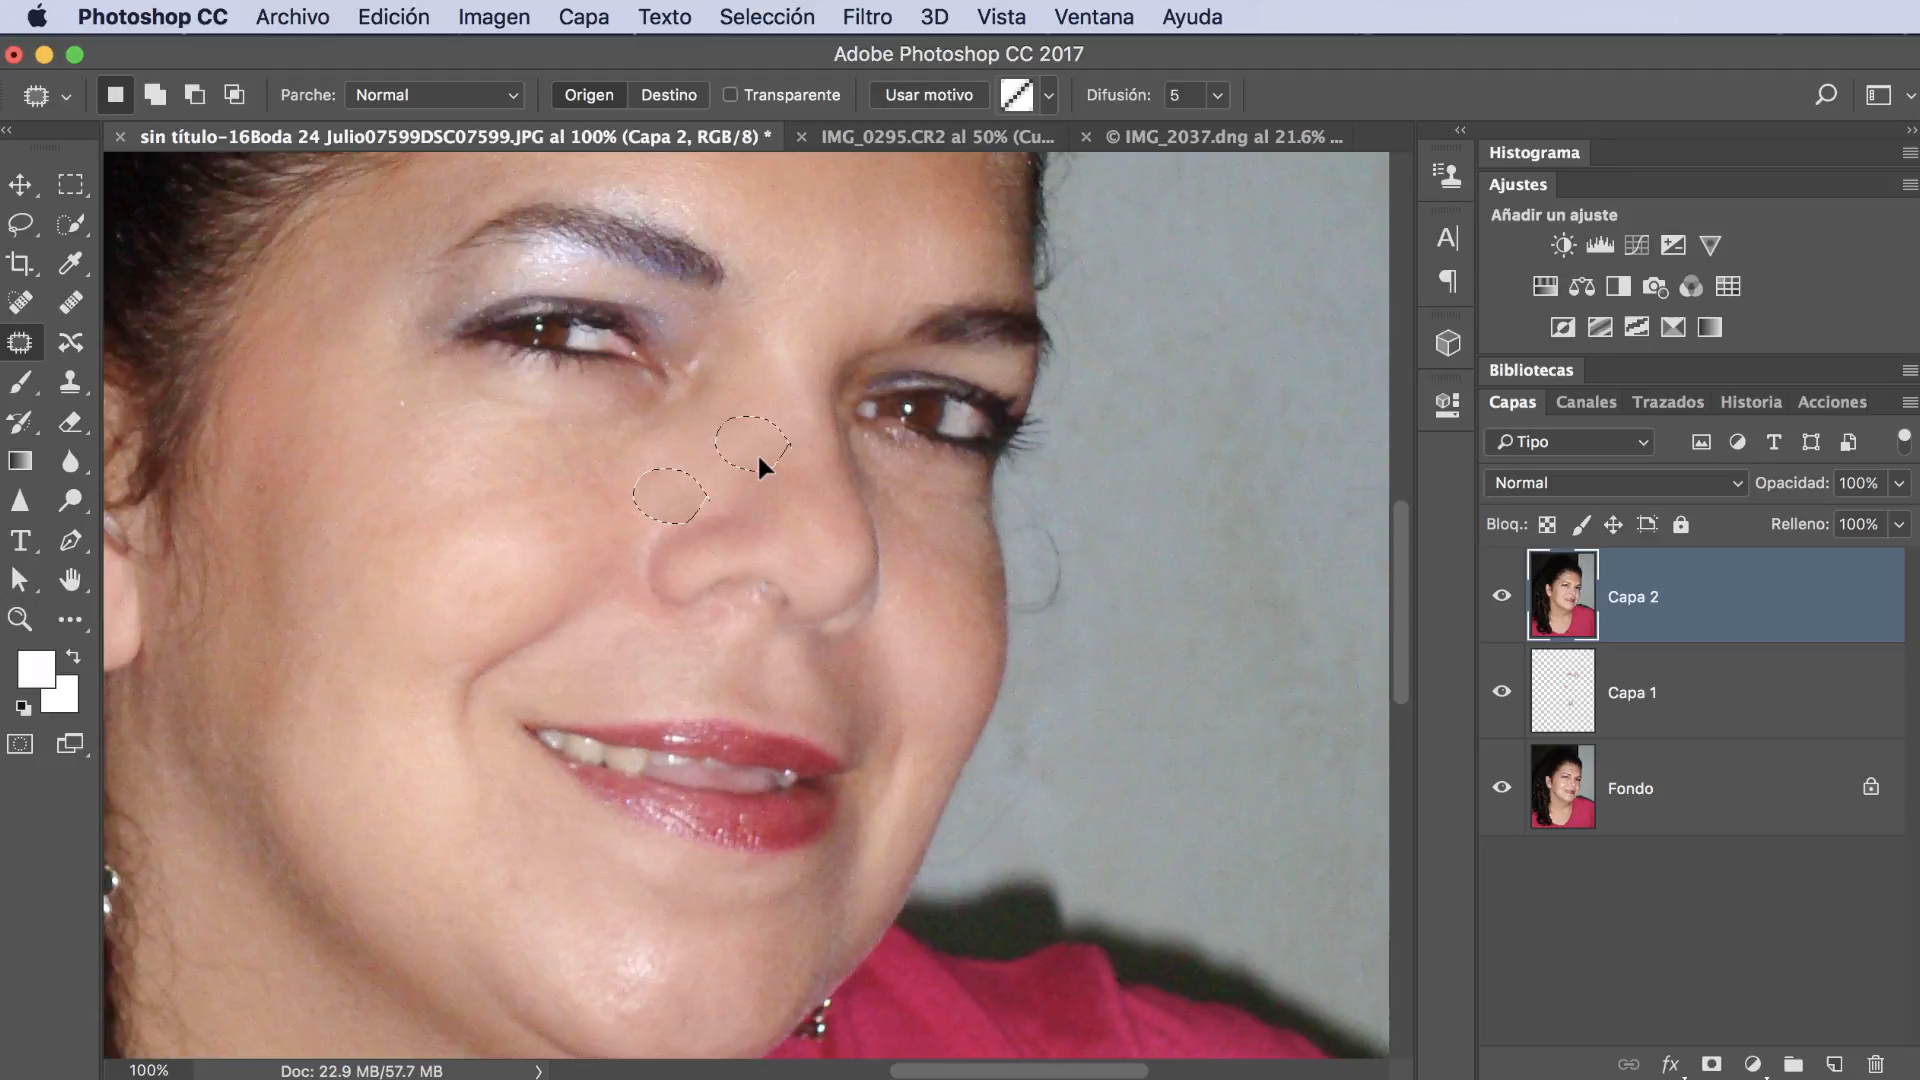 Photoshop CC Archivo Edición Imagen Capa Texto Selección Filtro 3D Vista Ventana Ayuda
Adobe Photoshop CC 2017
Parche: Normal Origen Destino Transparente Usar motivo Difusión: 5
sin título-16Boda 24 Julio07599DSC07599.JPG al 100% (Capa 2, RGB/8) * IMG_0295.CR2 al 50% (Cu... © IMG_2037.dng al 21.6% ...
Histograma
Ajustes
Añadir un ajuste
Bibliotecas
Capas Canales Trazados Historia Acciones
Tipo
Normal Opacidad: 100%
Bloq.: Relleno: 100%
Capa 2
Capa 1
Fondo
100% Doc: 22.9 MB/57.7 MB